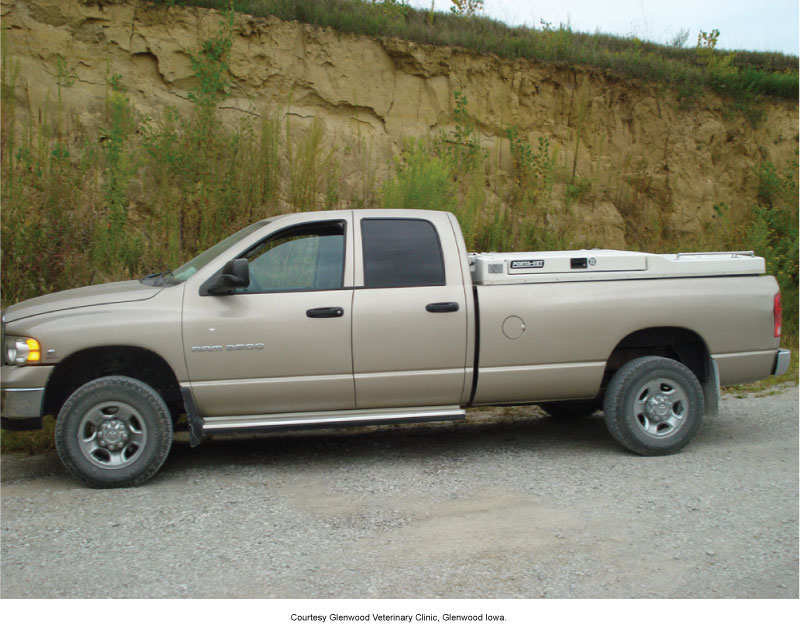 PORTA-VET
RAM 2500
Courtesy Glenwood Veterinary Clinic, Glenwood Iowa.